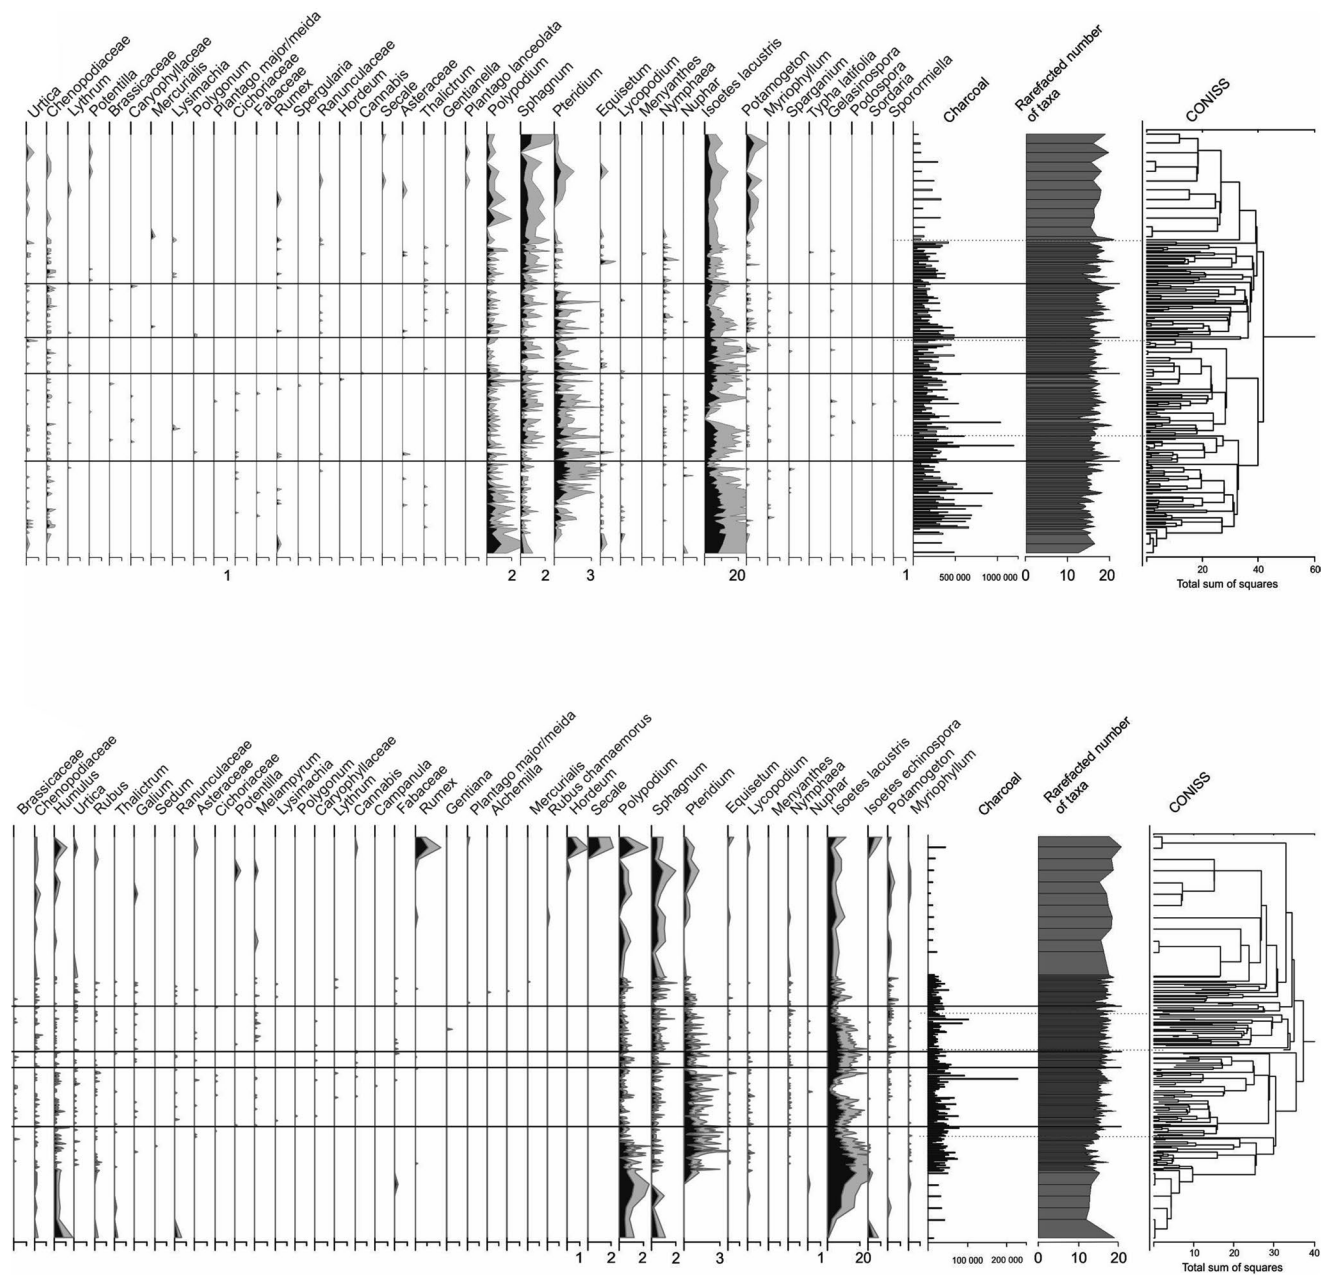 Urtica
Chenopodiaceae
Lythrum
Potentilla
Brassicaceae
Caryophyllaceae
Mercurialis
Lysimachia
Polygonum
Plantago major/meida
Cichoriaceae
Fabaceae
Rumex
Spergularia
Ranunculaceae
Hordeum
Cannabis
Secale
Asteraceae
Thalictrum
Gentianella
Plantago lanceolata
Polypodium
Sphagnum
Pteridium
Equisetum
Lycopodium
Menyanthes
Nymphaea
Nuphar
Isoetes lacustris
Potamogeton
Myriophyllum
Sparganium
Typha latifolia
Gelasinospora
Podospora
Sordaria
Sporormiella
Charcoal
Rarefacted number
of taxa
CONISS
1 2 2 3 20 1 500 000 1000 000 0 10 20 20 40 60
Total sum of squares
Brassicaceae
Chenopodiaceae
Humulus
Urtica
Rubus
Thalictrum
Galium
Sedum
Ranunculaceae
Asteraceae
Cichoriaceae
Potentilla
Melampyrum
Lysimachia
Polygonum
Caryophyllaceae
Lythrum
Cannabis
Campanula
Fabaceae
Rumex
Gentiana
Plantago major/meida
Alchemilla
Mercurialis
Rubus chamaemorus
Hordeum
Secale
Polypodium
Sphagnum
Pteridium
Equisetum
Lycopodium
Menyanthes
Nymphaea
Nuphar
Isoetes lacustris
Isoetes echinospora
Potamogeton
Myriophyllum
Charcoal
Rarefacted number
of taxa
CONISS
1 2 2 2 3 1 20 100 000 200 000 0 10 20 10 20 30 40
Total sum of squares